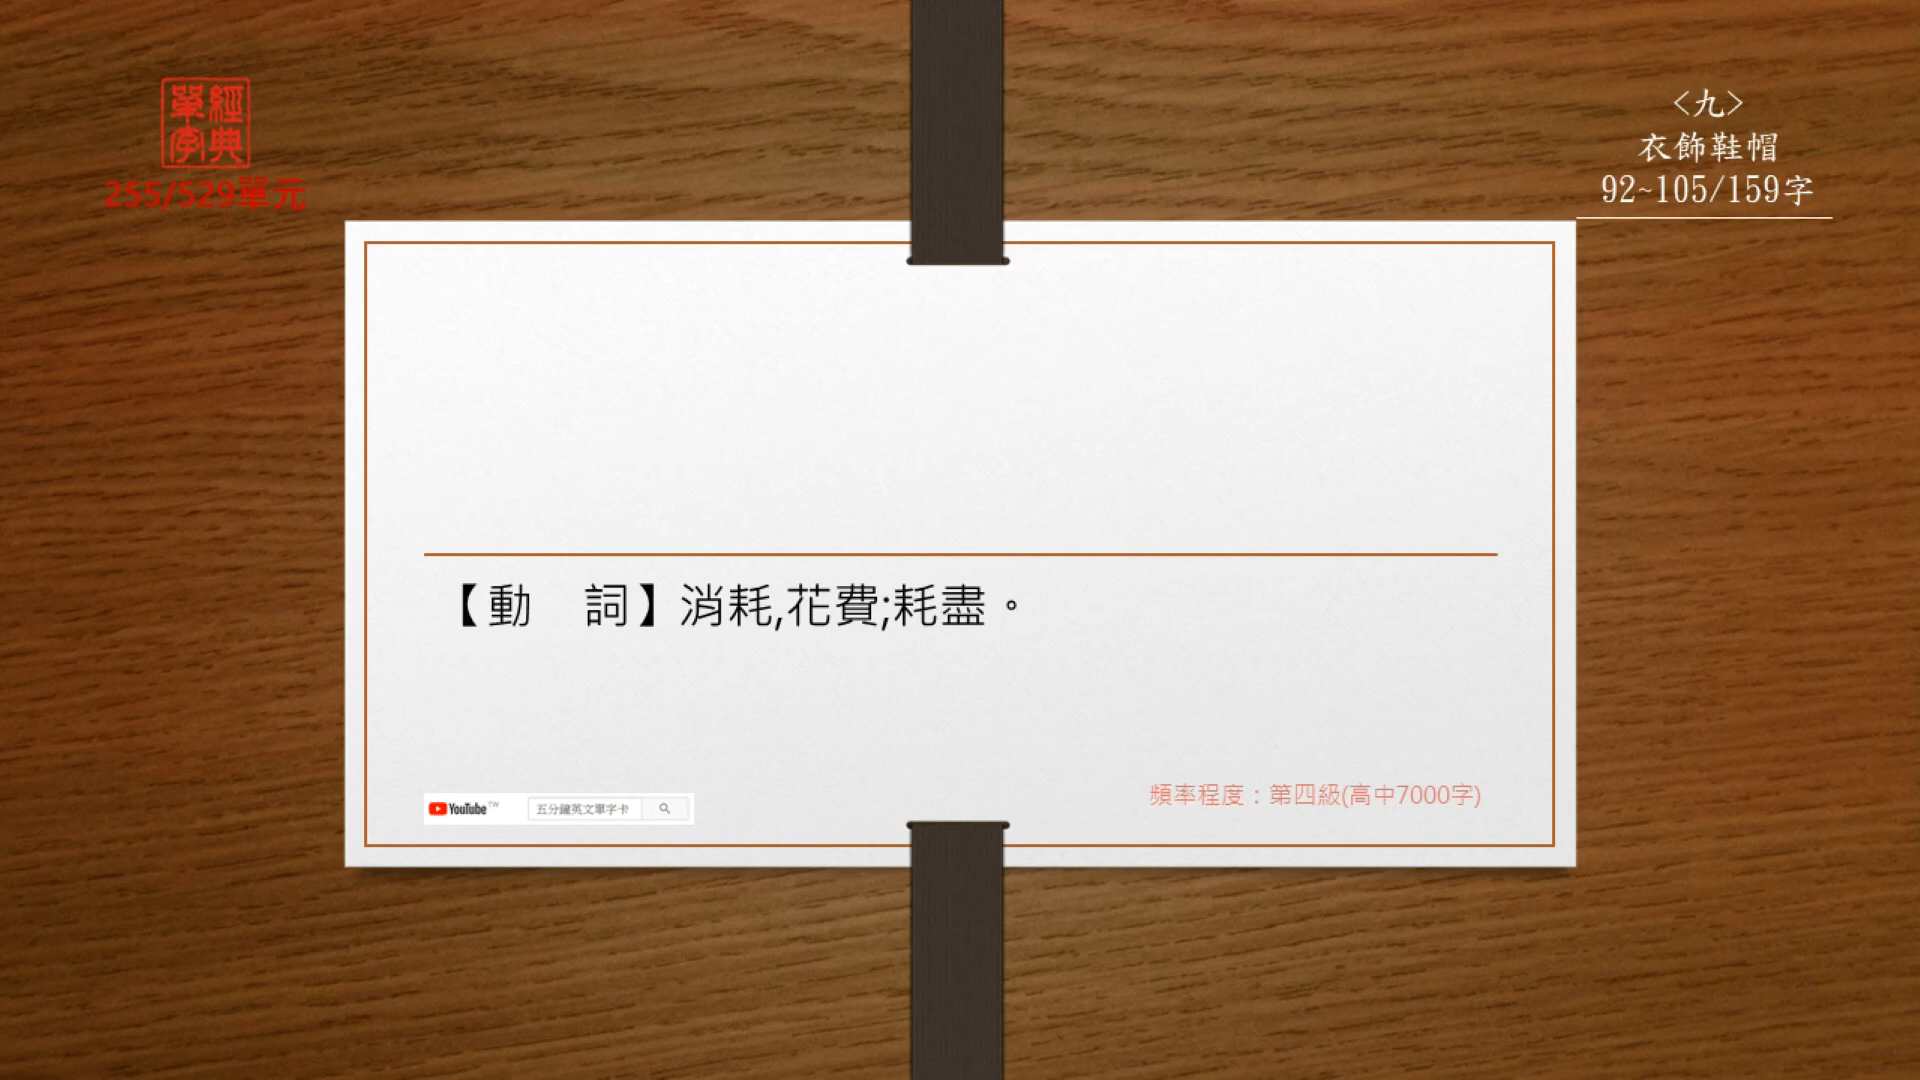 經典
單字
255/529單元
<九>
衣飾鞋帽
92~105/159字
【動　詞】消耗,花費;耗盡。
頻率程度：第四級(高中7000字)
YouTube TW
五分鐘英文單字卡